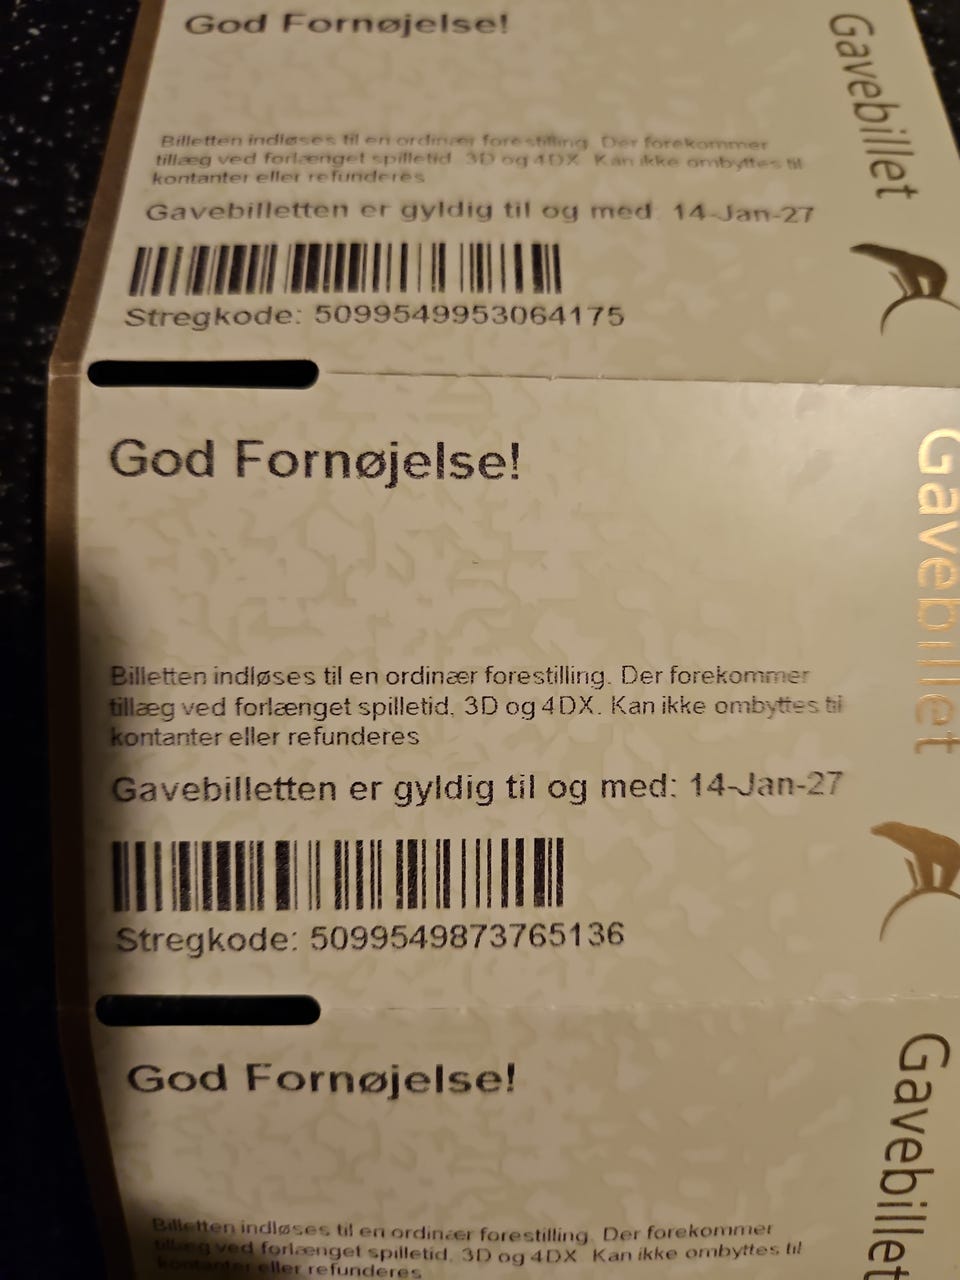 God Fornøjelse!
Gavebillet
Billetten indløses til en ordinær forestilling. Der forekommer
tillæg ved forlænget spilletid. 3D og 4DX. Kan ikke ombyttes til
kontanter eller refunderes
Gavebilletten er gyldig til og med: 14-Jan-27
Stregkode: 5099549953064175
God Fornøjelse!
Gavebillet
Billetten indløses til en ordinær forestilling. Der forekommer
tillæg ved forlænget spilletid. 3D og 4DX. Kan ikke ombyttes til
kontanter eller refunderes
Gavebilletten er gyldig til og med: 14-Jan-27
Stregkode: 5099549873765136
God Fornøjelse!
Gavebillet
Billetten indløses til en ordinær forestilling. Der forekommer
tillæg ved forlænget spilletid. 3D og 4DX. Kan ikke ombyttes til
kontanter eller refunderes